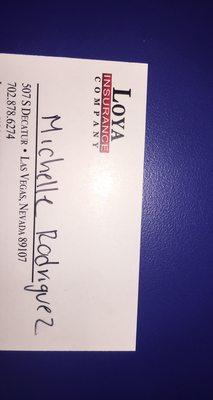 LOYA
INSURANCE
COMPANY
Michelle Rodriguez
507 S DECATUR • LAS VEGAS, NEVADA 89107
702.878.6274